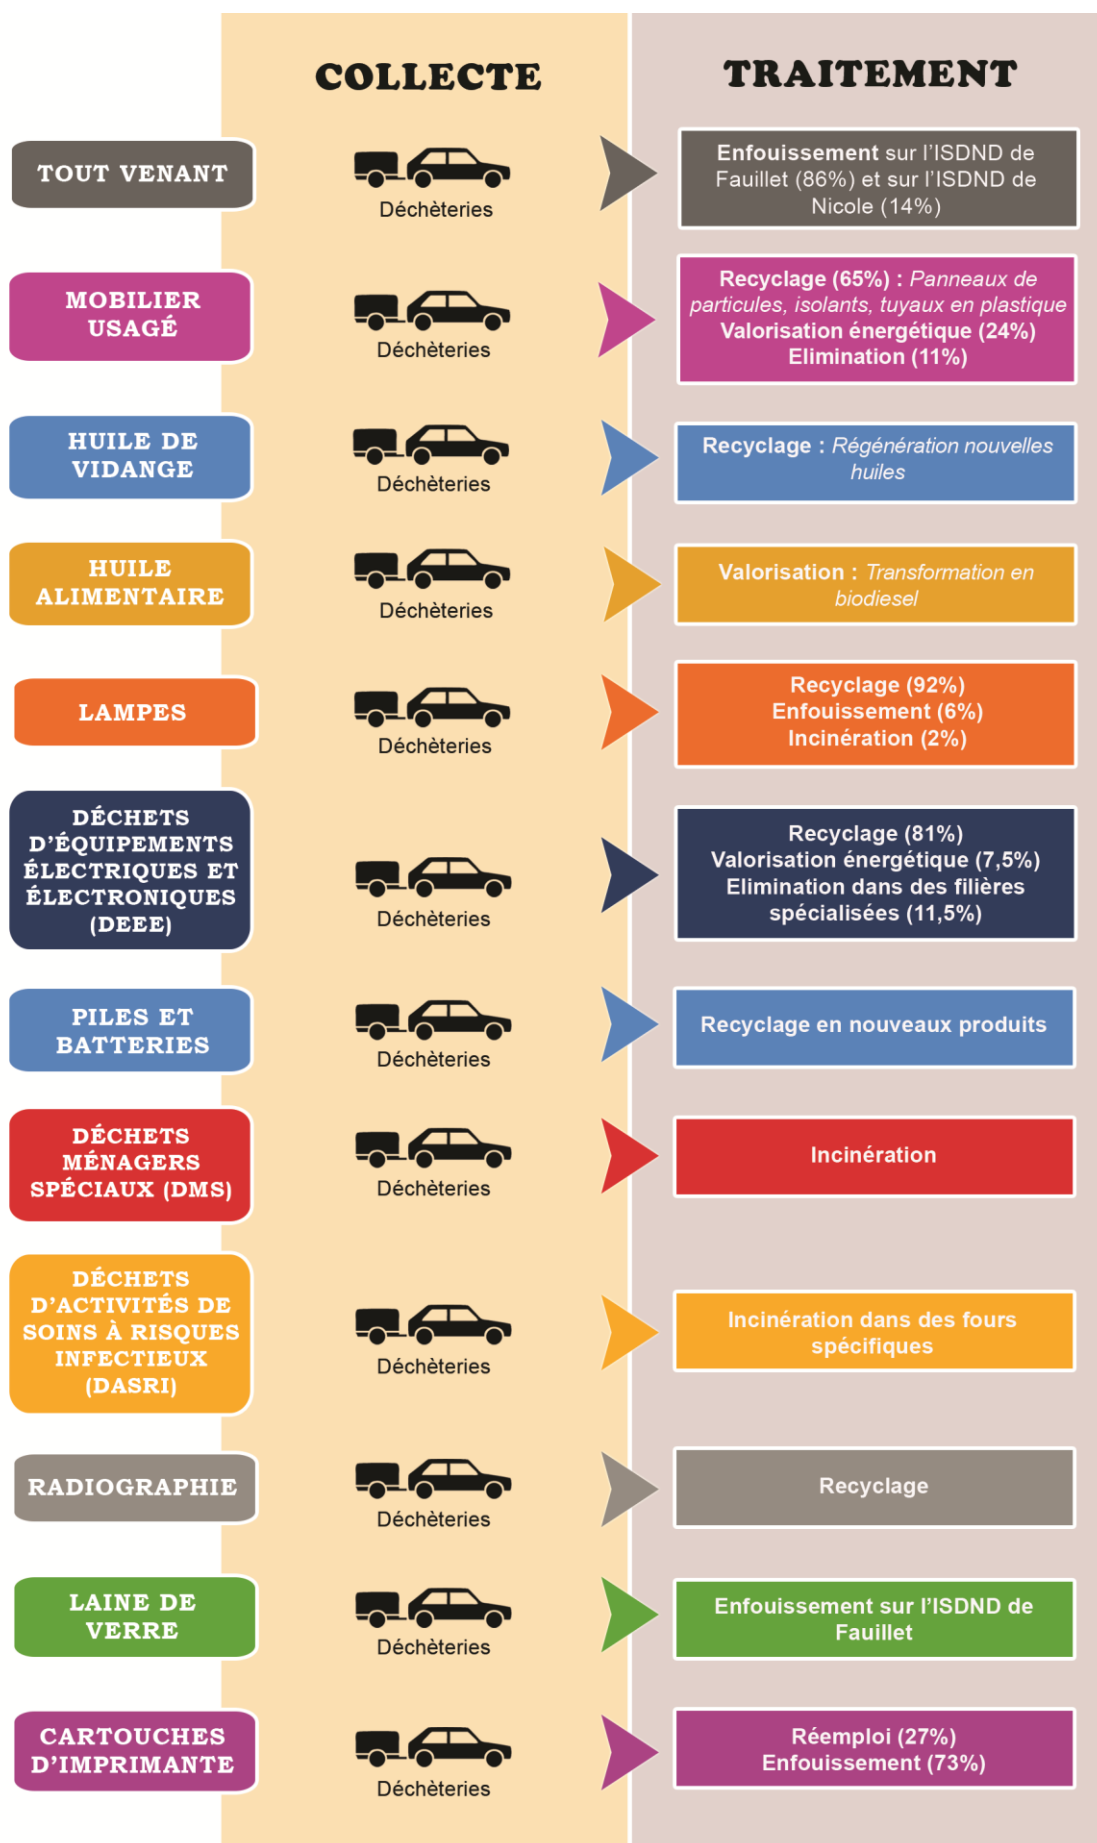 COLLECTE
TRAITEMENT
TOUT VENANT
Déchèteries
Enfouissement sur l'ISDND de
Fauillet (86%) et sur l'ISDND de
Nicole (14%)
MOBILIER
USAGÉ
Déchèteries
Recyclage (65%) : Panneaux de
particules, isolants, tuyaux en plastique
Valorisation énergétique (24%)
Elimination (11%)
HUILE DE
VIDANGE
Déchèteries
Recyclage : Régénération nouvelles
huiles
HUILE
ALIMENTAIRE
Déchèteries
Valorisation : Transformation en
biodiesel
LAMPES
Déchèteries
Recyclage (92%)
Enfouissement (6%)
Incinération (2%)
DÉCHETS
D'ÉQUIPEMENTS
ÉLECTRIQUES ET
ÉLECTRONIQUES
(DEEE)
Déchèteries
Recyclage (81%)
Valorisation énergétique (7,5%)
Elimination dans des filières
spécialisées (11,5%)
PILES ET
BATTERIES
Déchèteries
Recyclage en nouveaux produits
DÉCHETS
MÉNAGERS
SPÉCIAUX (DMS)
Déchèteries
Incinération
DÉCHETS
D'ACTIVITÉS DE
SOINS À RISQUES
INFECTIEUX
(DASRI)
Déchèteries
Incinération dans des fours
spécifiques
RADIOGRAPHIE
Déchèteries
Recyclage
LAINE DE
VERRE
Déchèteries
Enfouissement sur l'ISDND de
Fauillet
CARTOUCHES
D'IMPRIMANTE
Déchèteries
Réemploi (27%)
Enfouissement (73%)